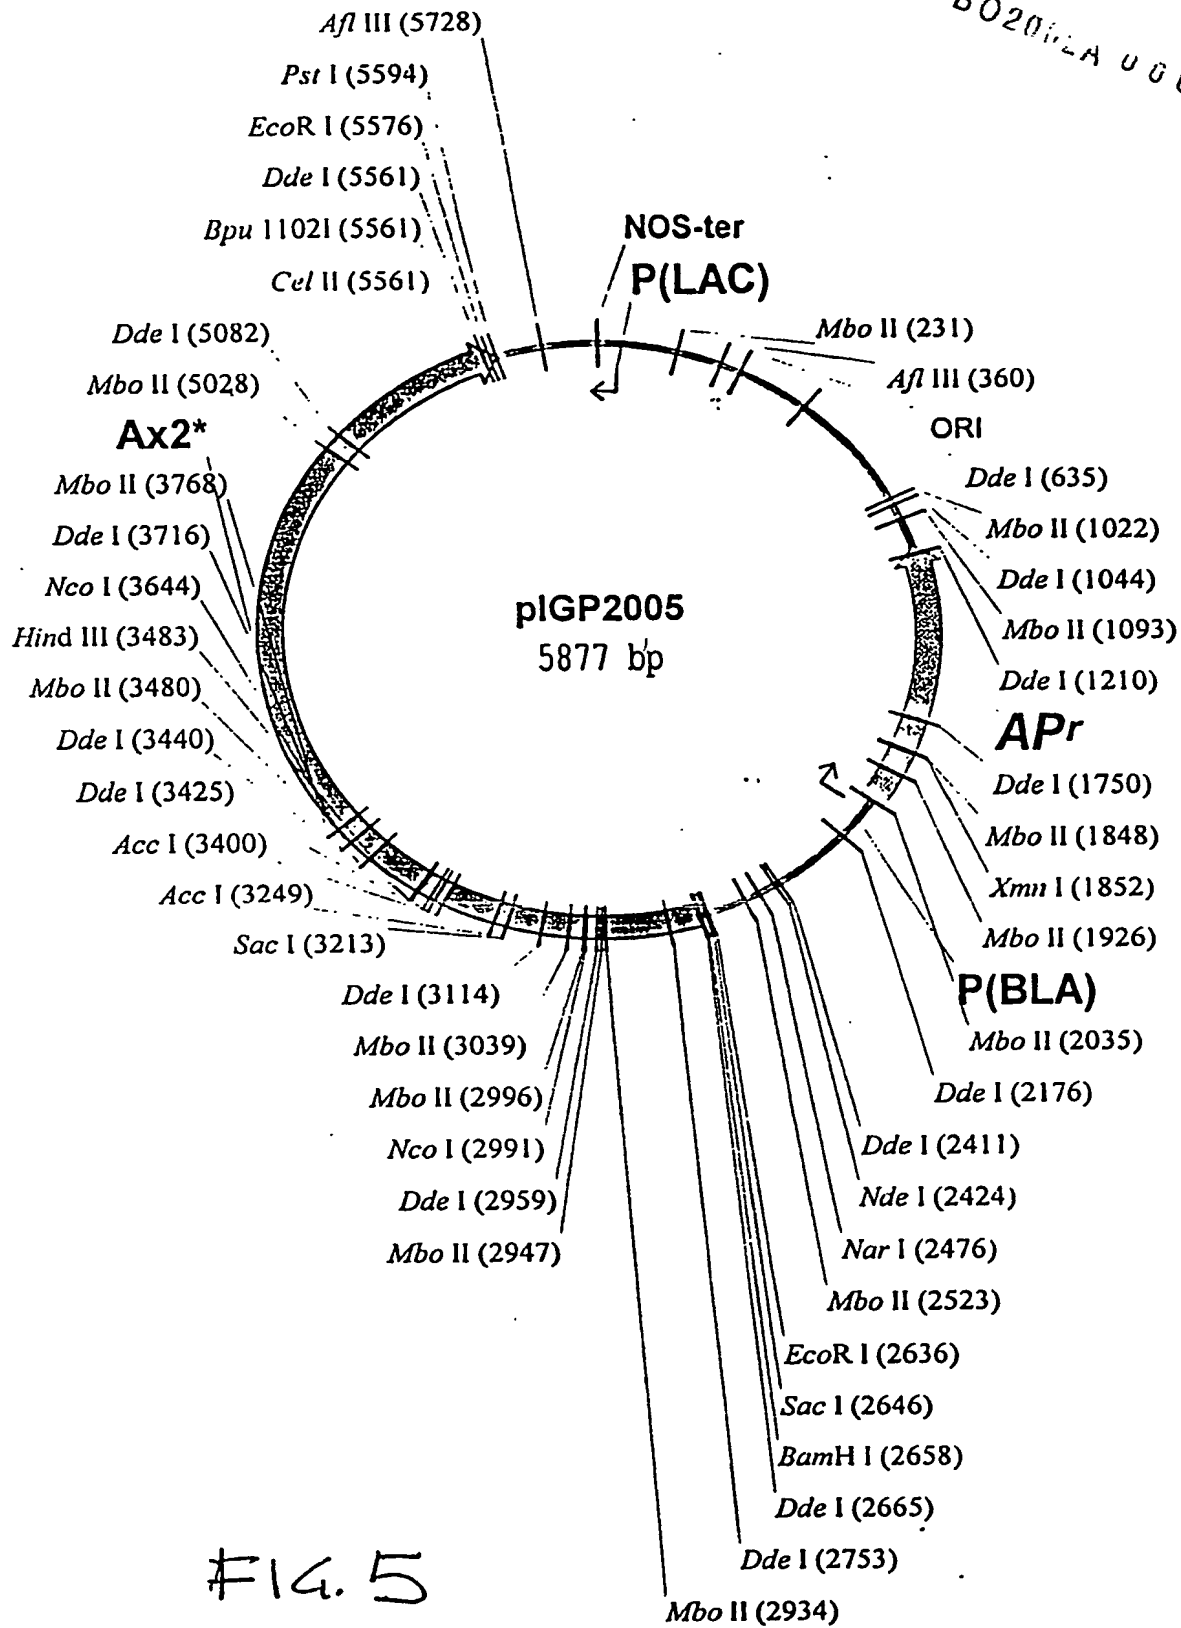 Afl III (5728)
Pst I (5594)
EcoR I (5576)
Dde I (5561)
Bpu 1102I (5561)
Cel II (5561)
Dde I (5082)
Mbo II (5028)
Ax2*
Mbo II (3768)
Dde I (3716)
Nco I (3644)
Hind III (3483)
Mbo II (3480)
Dde I (3440)
Dde I (3425)
Acc I (3400)
Acc I (3249)
Sac I (3213)
Dde I (3114)
Mbo II (3039)
Mbo II (2996)
Nco I (2991)
Dde I (2959)
Mbo II (2947)
NOS-ter
P(LAC)
Mbo II (231)
Afl III (360)
ORI
Dde I (635)
Mbo II (1022)
Dde I (1044)
Mbo II (1093)
Dde I (1210)
APr
Dde I (1750)
Mbo II (1848)
Xmn I (1852)
Mbo II (1926)
P(BLA)
Mbo II (2035)
Dde I (2176)
Dde I (2411)
Nde I (2424)
Nar I (2476)
Mbo II (2523)
EcoR I (2636)
Sac I (2646)
BamH I (2658)
Dde I (2665)
Dde I (2753)
Mbo II (2934)
pIGP2005
5877 bp
FIG. 5